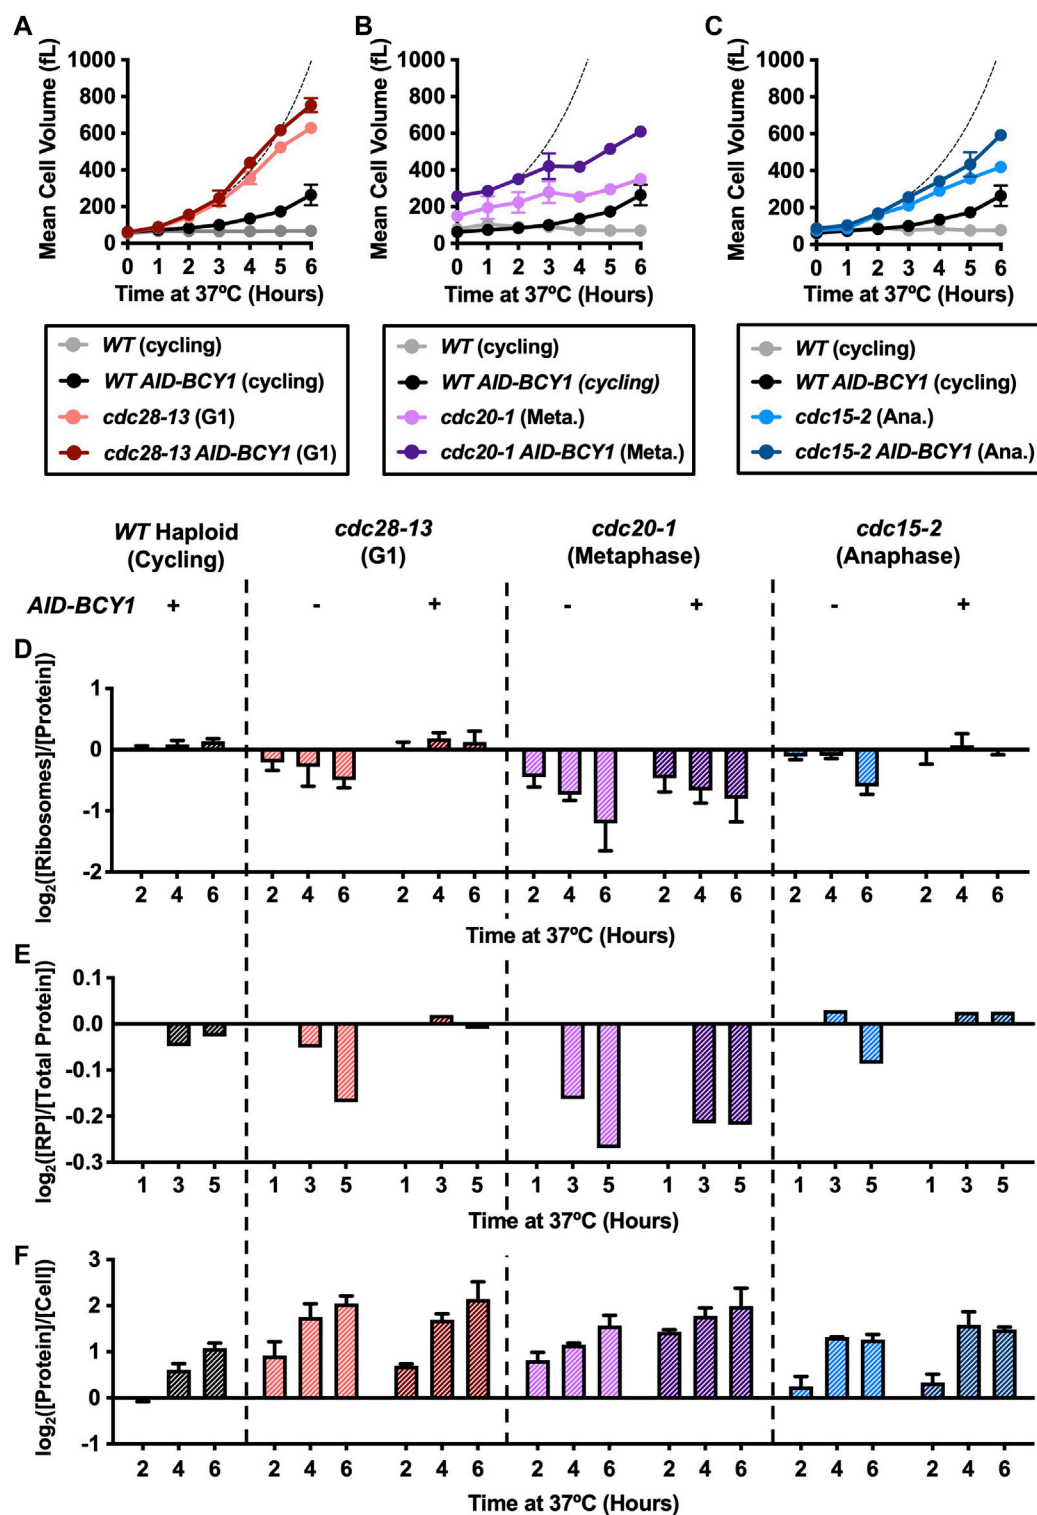 A
B
C
Mean Cell Volume (fL)
1000
800
600
400
200
0
0 1 2 3 4 5 6
Time at 37ºC (Hours)
Mean Cell Volume (fL)
1000
800
600
400
200
0
0 1 2 3 4 5 6
Time at 37ºC (Hours)
Mean Cell Volume (fL)
1000
800
600
400
200
0
0 1 2 3 4 5 6
Time at 37ºC (Hours)
WT (cycling)
WT AID-BCY1 (cycling)
cdc28-13 (G1)
cdc28-13 AID-BCY1 (G1)
WT (cycling)
WT AID-BCY1 (cycling)
cdc20-1 (Meta.)
cdc20-1 AID-BCY1 (Meta.)
WT (cycling)
WT AID-BCY1 (cycling)
cdc15-2 (Ana.)
cdc15-2 AID-BCY1 (Ana.)
WT Haploid (Cycling)
cdc28-13 (G1)
cdc20-1 (Metaphase)
cdc15-2 (Anaphase)
AID-BCY1 + - + - + - +
D
log₂([Ribosomes]/[Protein])
1
0
-1
-2
2 4 6 2 4 6 2 4 6 2 4 6 2 4 6 2 4 6 2 4 6
Time at 37ºC (Hours)
E
log₂([RP]/[Total Protein])
0.1
0.0
-0.1
-0.2
-0.3
1 3 5 1 3 5 1 3 5 1 3 5 1 3 5 1 3 5 1 3 5
Time at 37ºC (Hours)
F
log₂([Protein]/[Cell])
3
2
1
0
-1
2 4 6 2 4 6 2 4 6 2 4 6 2 4 6 2 4 6 2 4 6
Time at 37ºC (Hours)